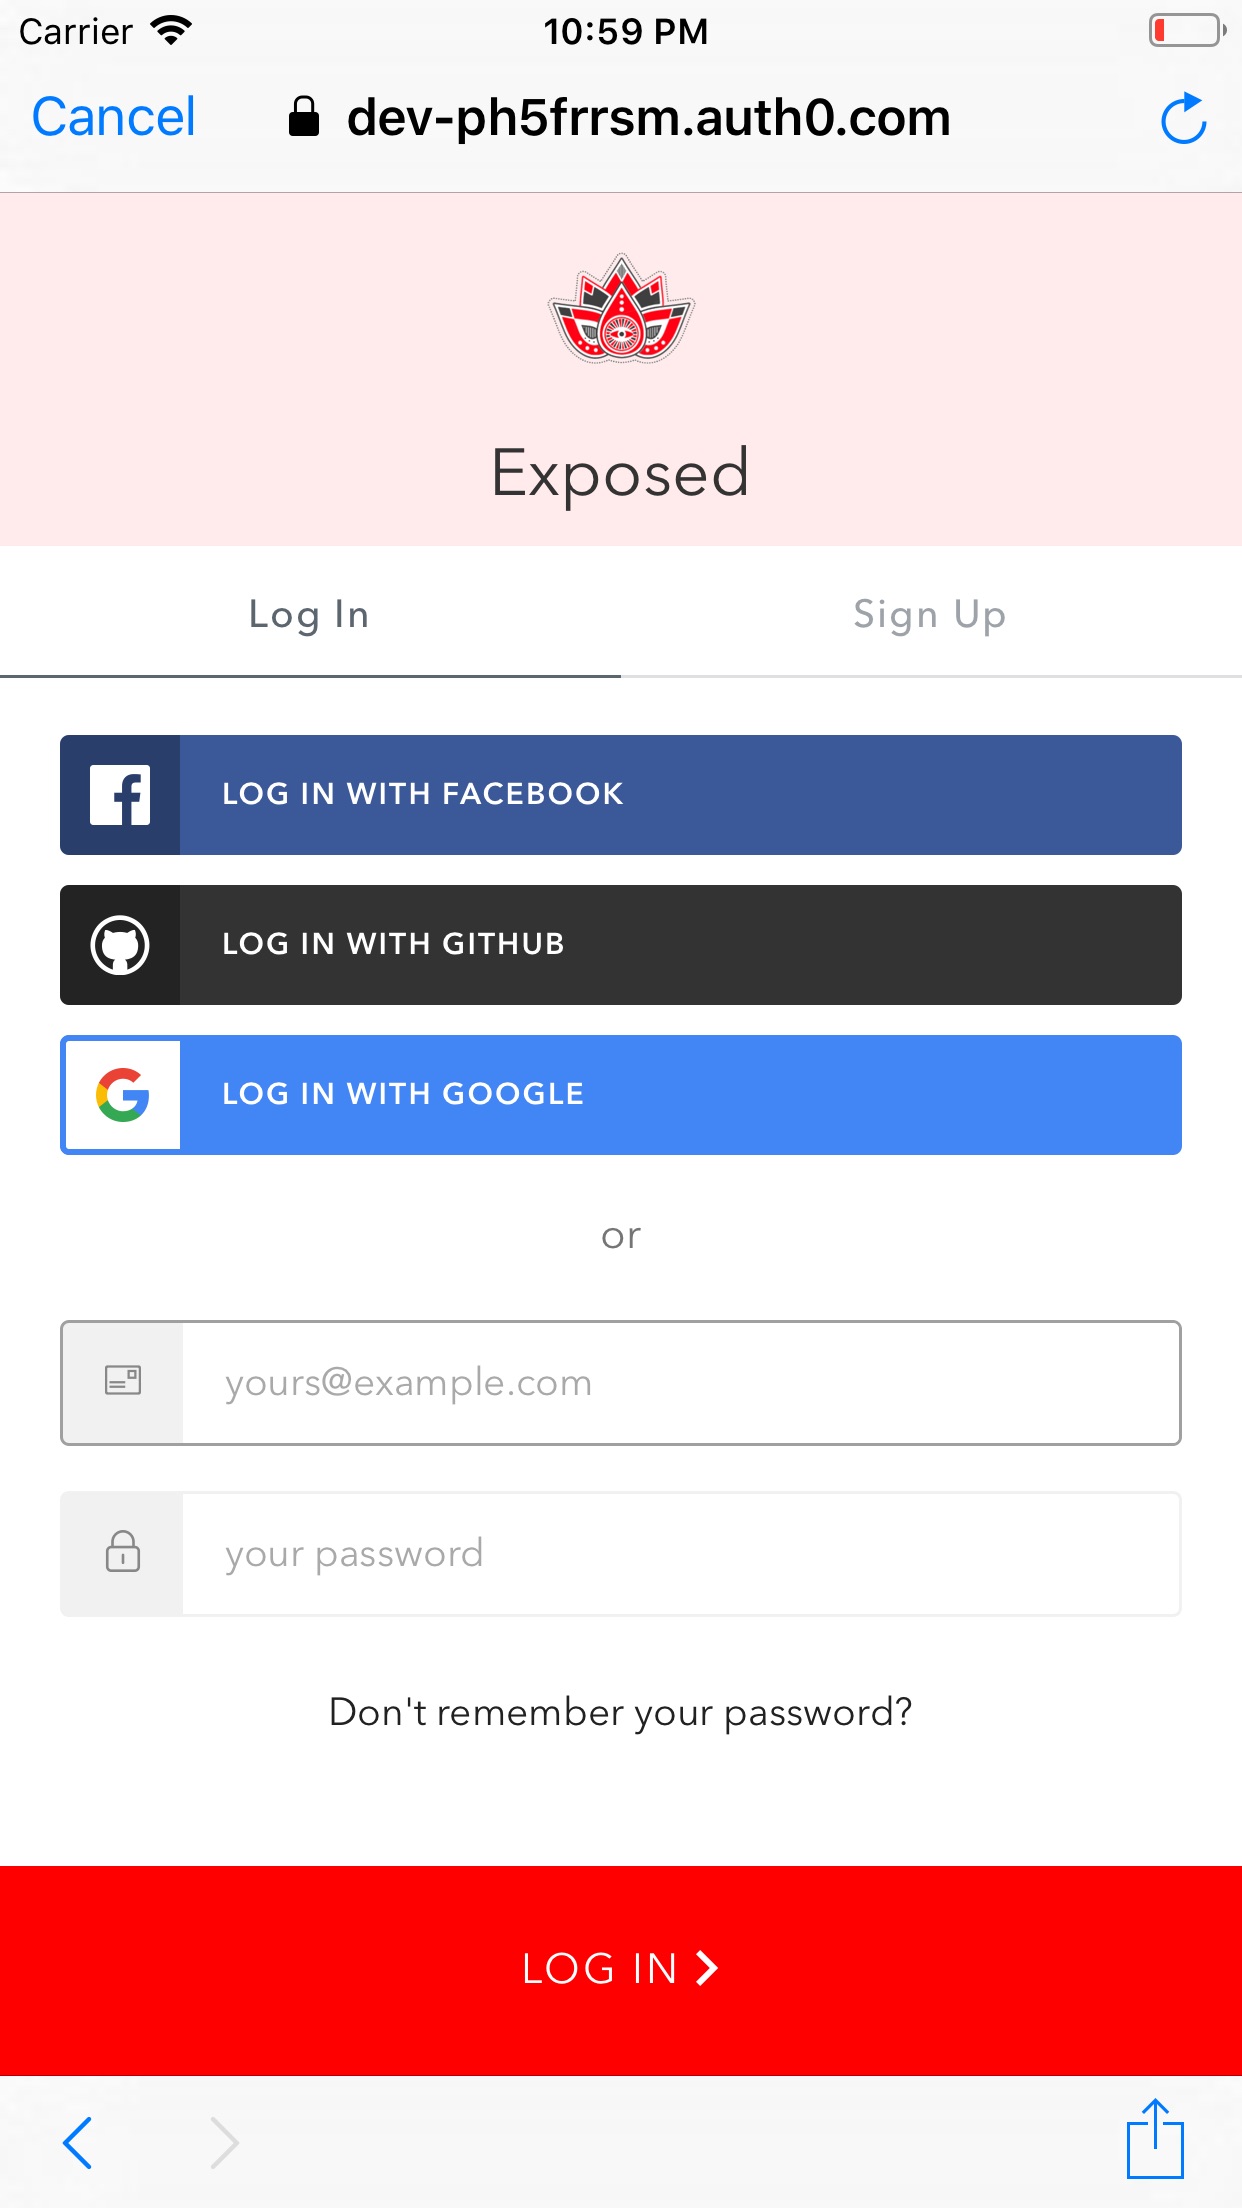 Carrier 10:59 PM
Cancel dev-ph5frrsm.auth0.com
Exposed
Log In Sign Up
LOG IN WITH FACEBOOK
LOG IN WITH GITHUB
LOG IN WITH GOOGLE
or
yours@example.com
your password
Don't remember your password?
LOG IN